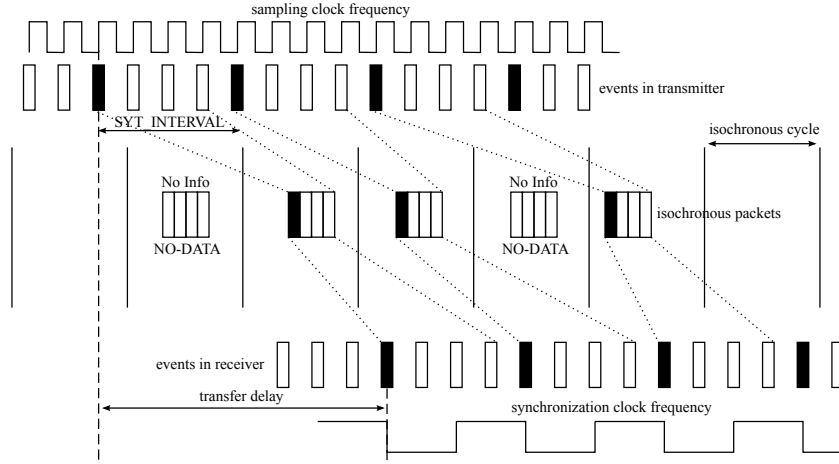 sampling clock frequency
events in transmitter
SYT_INTERVAL
isochronous cycle
No Info
No Info
isochronous packets
NO-DATA
NO-DATA
events in receiver
transfer delay
synchronization clock frequency